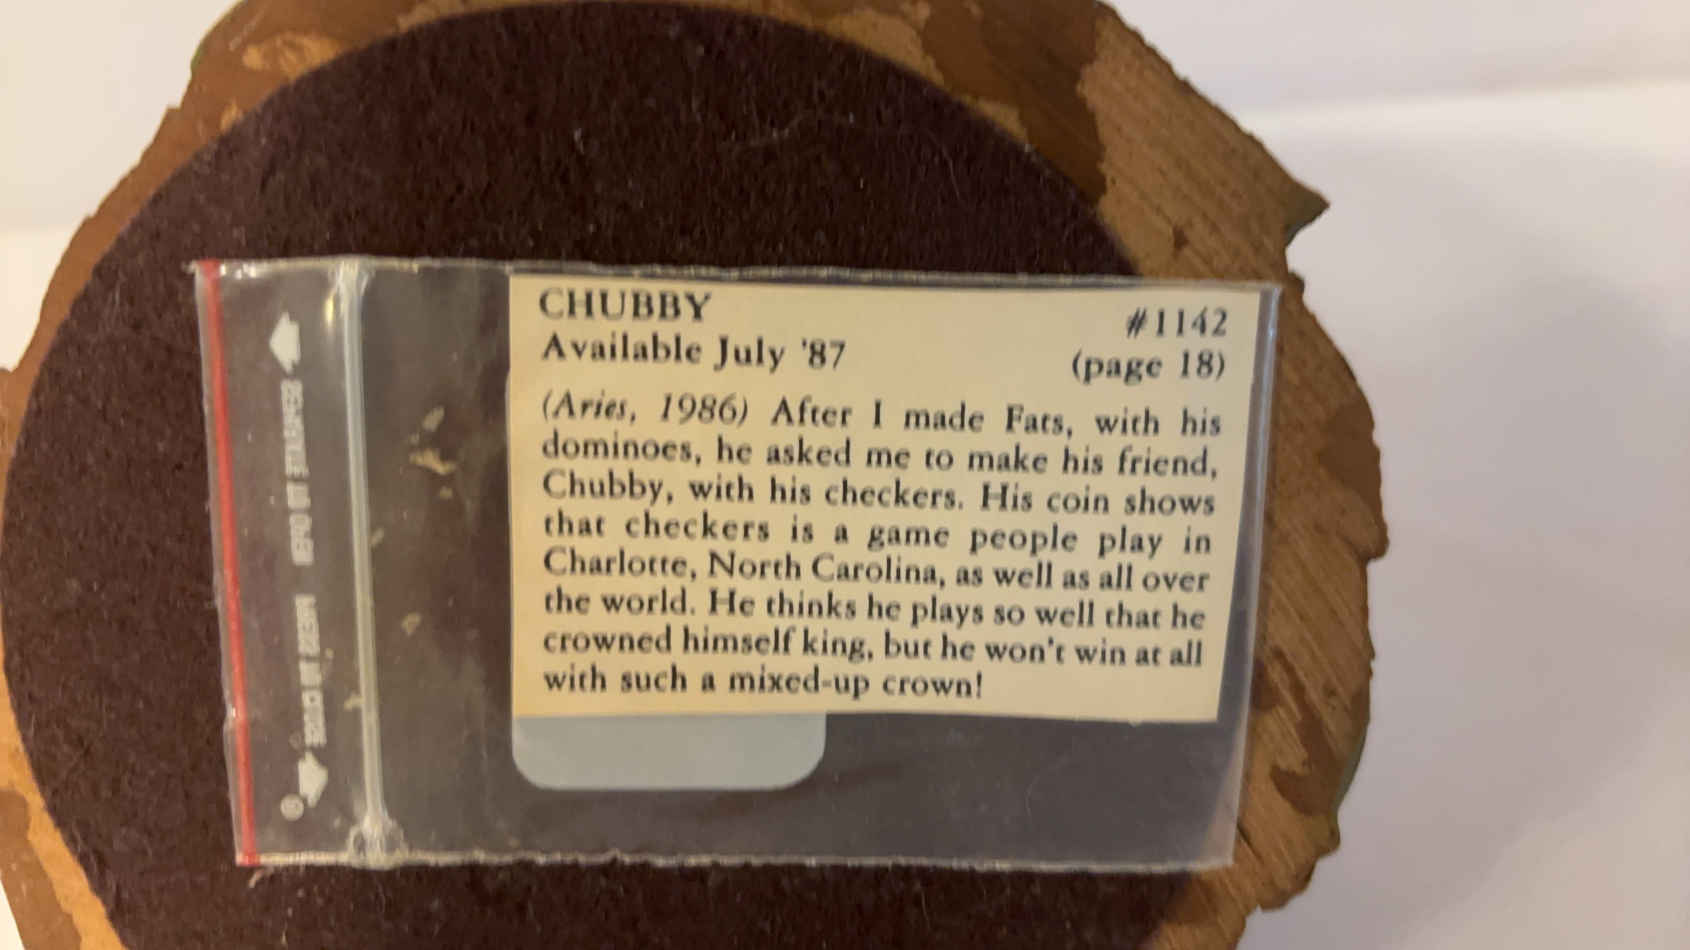 CHUBBY #1142
Available July '87 (page 18)
(Aries, 1986) After I made Fats, with his
dominoes, he asked me to make his friend,
Chubby, with his checkers. His coin shows
that checkers is a game people play in
Charlotte, North Carolina, as well as all over
the world. He thinks he plays so well that he
crowned himself king, but he won't win at all
with such a mixed-up crown!